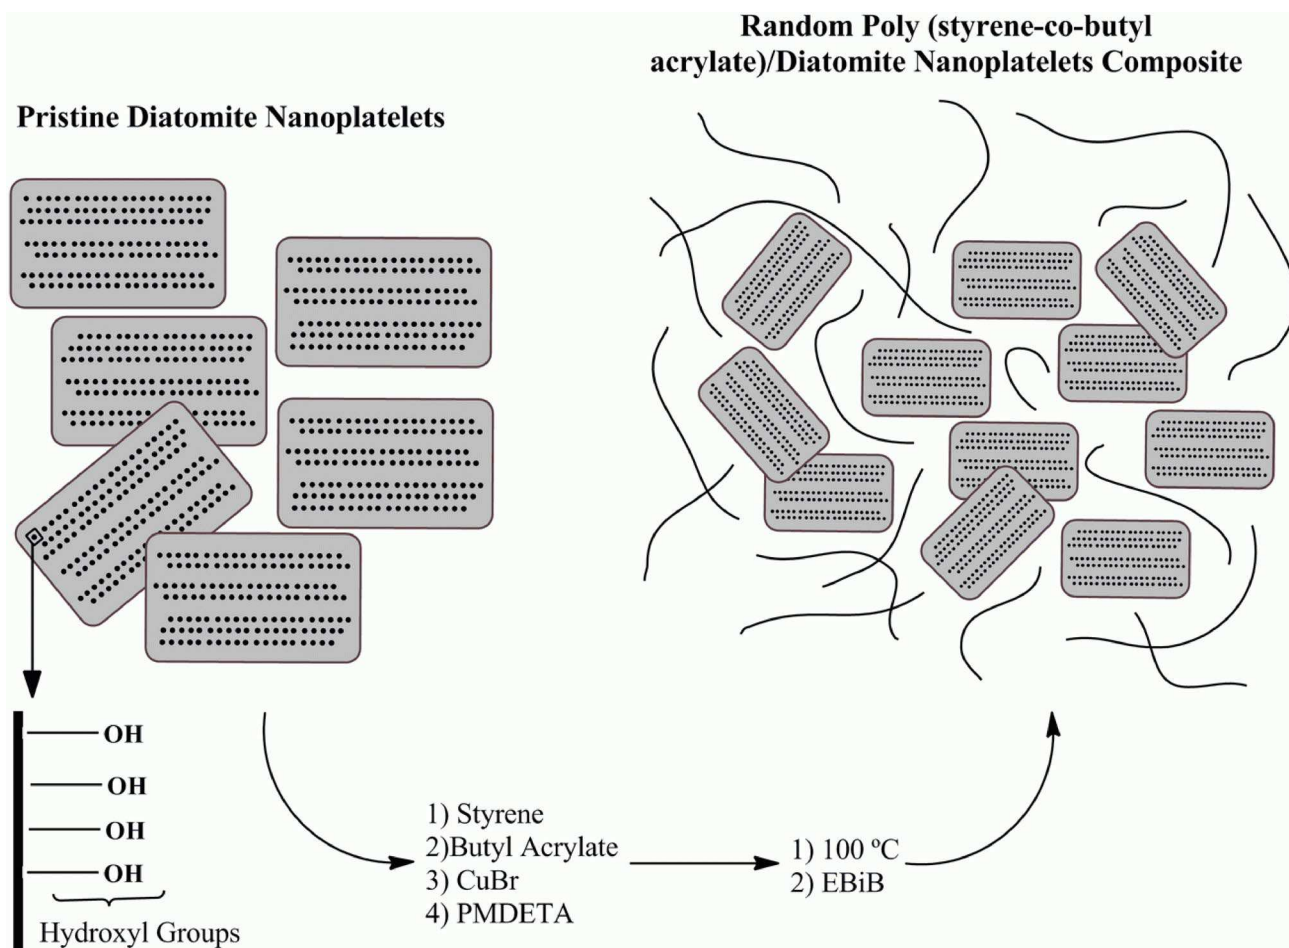 Random Poly (styrene-co-butyl
acrylate)/Diatomite Nanoplatelets Composite
Pristine Diatomite Nanoplatelets
OH
OH
OH
OH
Hydroxyl Groups
1) Styrene
2)Butyl Acrylate
3) CuBr
4) PMDETA
1) 100 ºC
2) EBiB